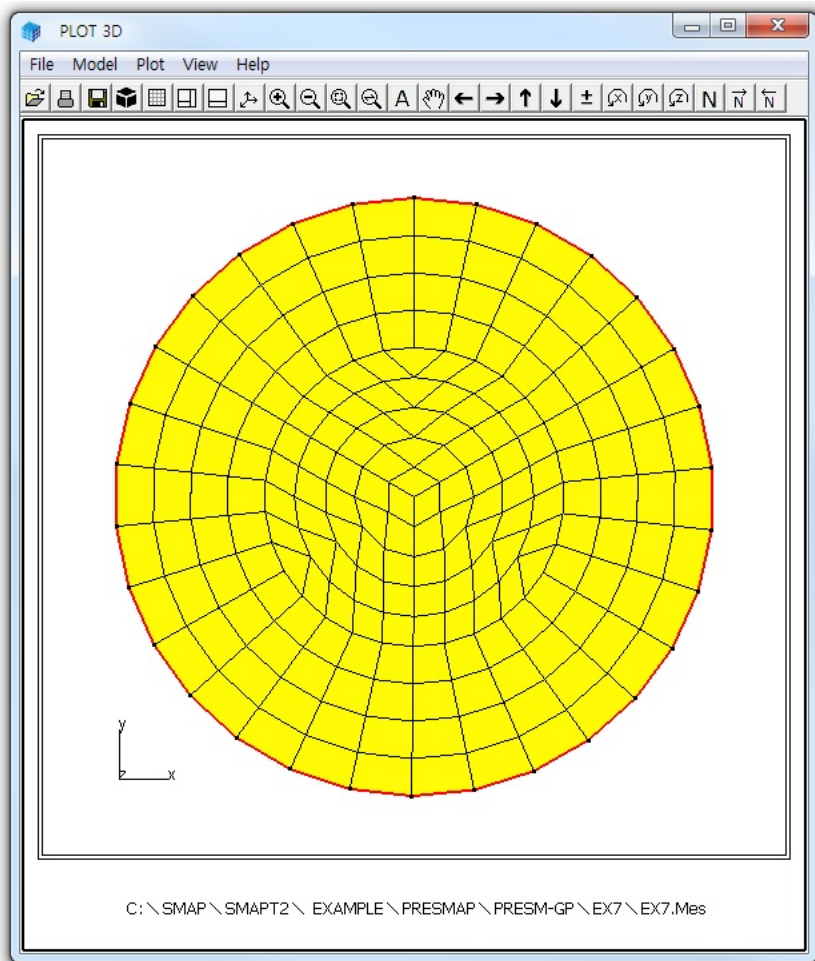 PLOT 3D
File Model Plot View Help
A ± x y z N N N
y
z x
C:\SMAP\SMAPT2\ EXAMPLE\PRESMAP\PRESM-GP\EX7\EX7.Mes